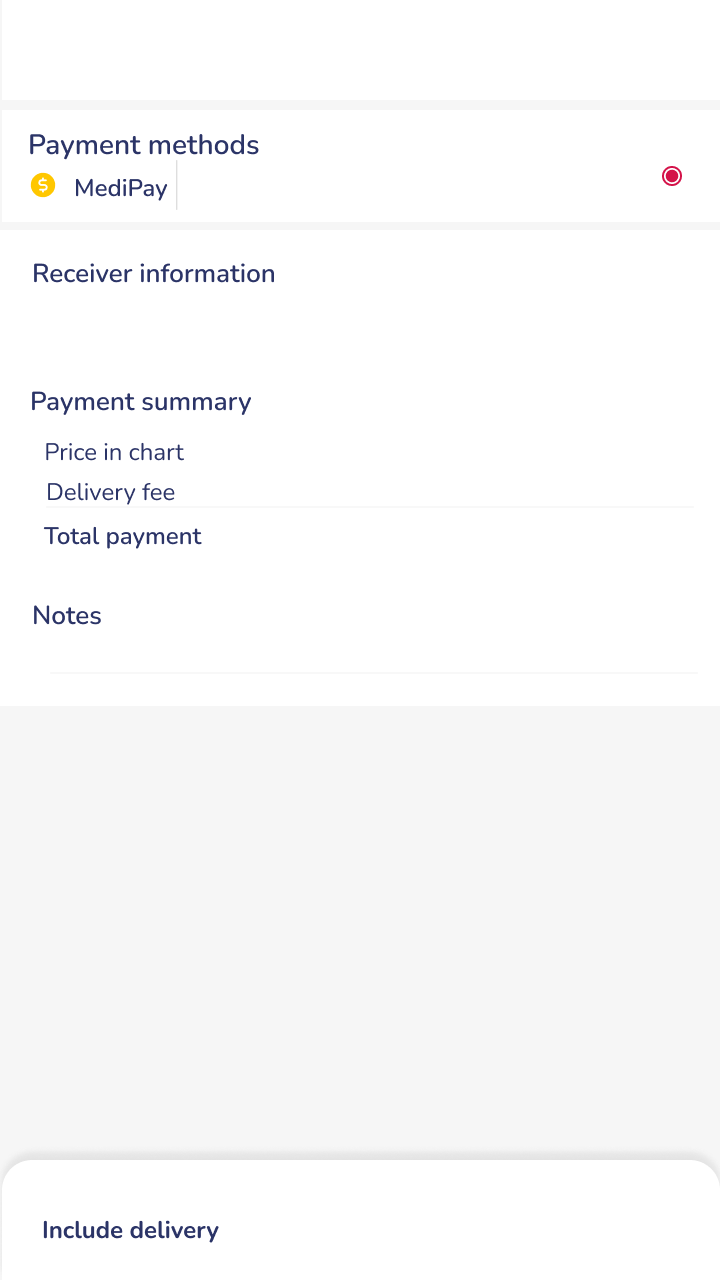 Payment methods
$ MediPay
Receiver information
Payment summary
Price in chart
Delivery fee
Total payment
Notes
Include delivery